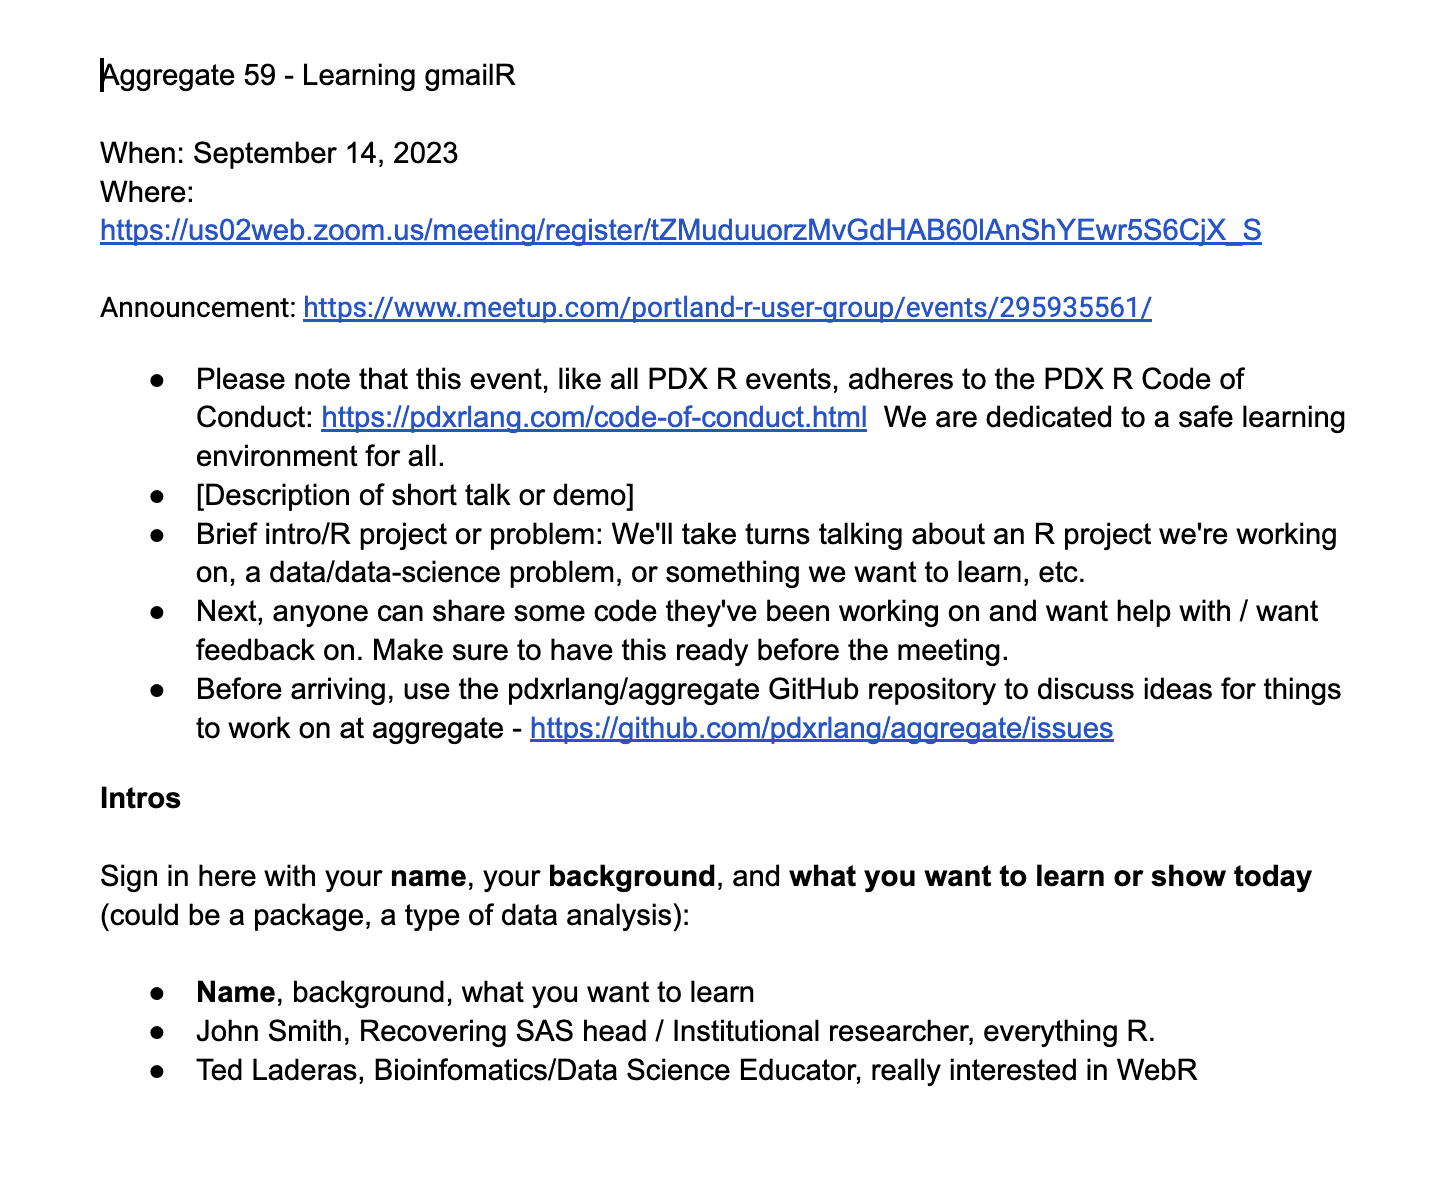 Aggregate 59 - Learning gmailR
When: September 14, 2023
Where:
https://us02web.zoom.us/meeting/register/tZMuduuorzMvGdHAB60lAnShYEwr5S6CjX_S
Announcement: https://www.meetup.com/portland-r-user-group/events/295935561/
● Please note that this event, like all PDX R events, adheres to the PDX R Code of
Conduct: https://pdxrlang.com/code-of-conduct.html We are dedicated to a safe learning
environment for all.
● [Description of short talk or demo]
● Brief intro/R project or problem: We'll take turns talking about an R project we're working
on, a data/data-science problem, or something we want to learn, etc.
● Next, anyone can share some code they've been working on and want help with / want
feedback on. Make sure to have this ready before the meeting.
● Before arriving, use the pdxrlang/aggregate GitHub repository to discuss ideas for things
to work on at aggregate - https://github.com/pdxrlang/aggregate/issues
Intros
Sign in here with your name, your background, and what you want to learn or show today
(could be a package, a type of data analysis):
● Name, background, what you want to learn
● John Smith, Recovering SAS head / Institutional researcher, everything R.
● Ted Laderas, Bioinfomatics/Data Science Educator, really interested in WebR